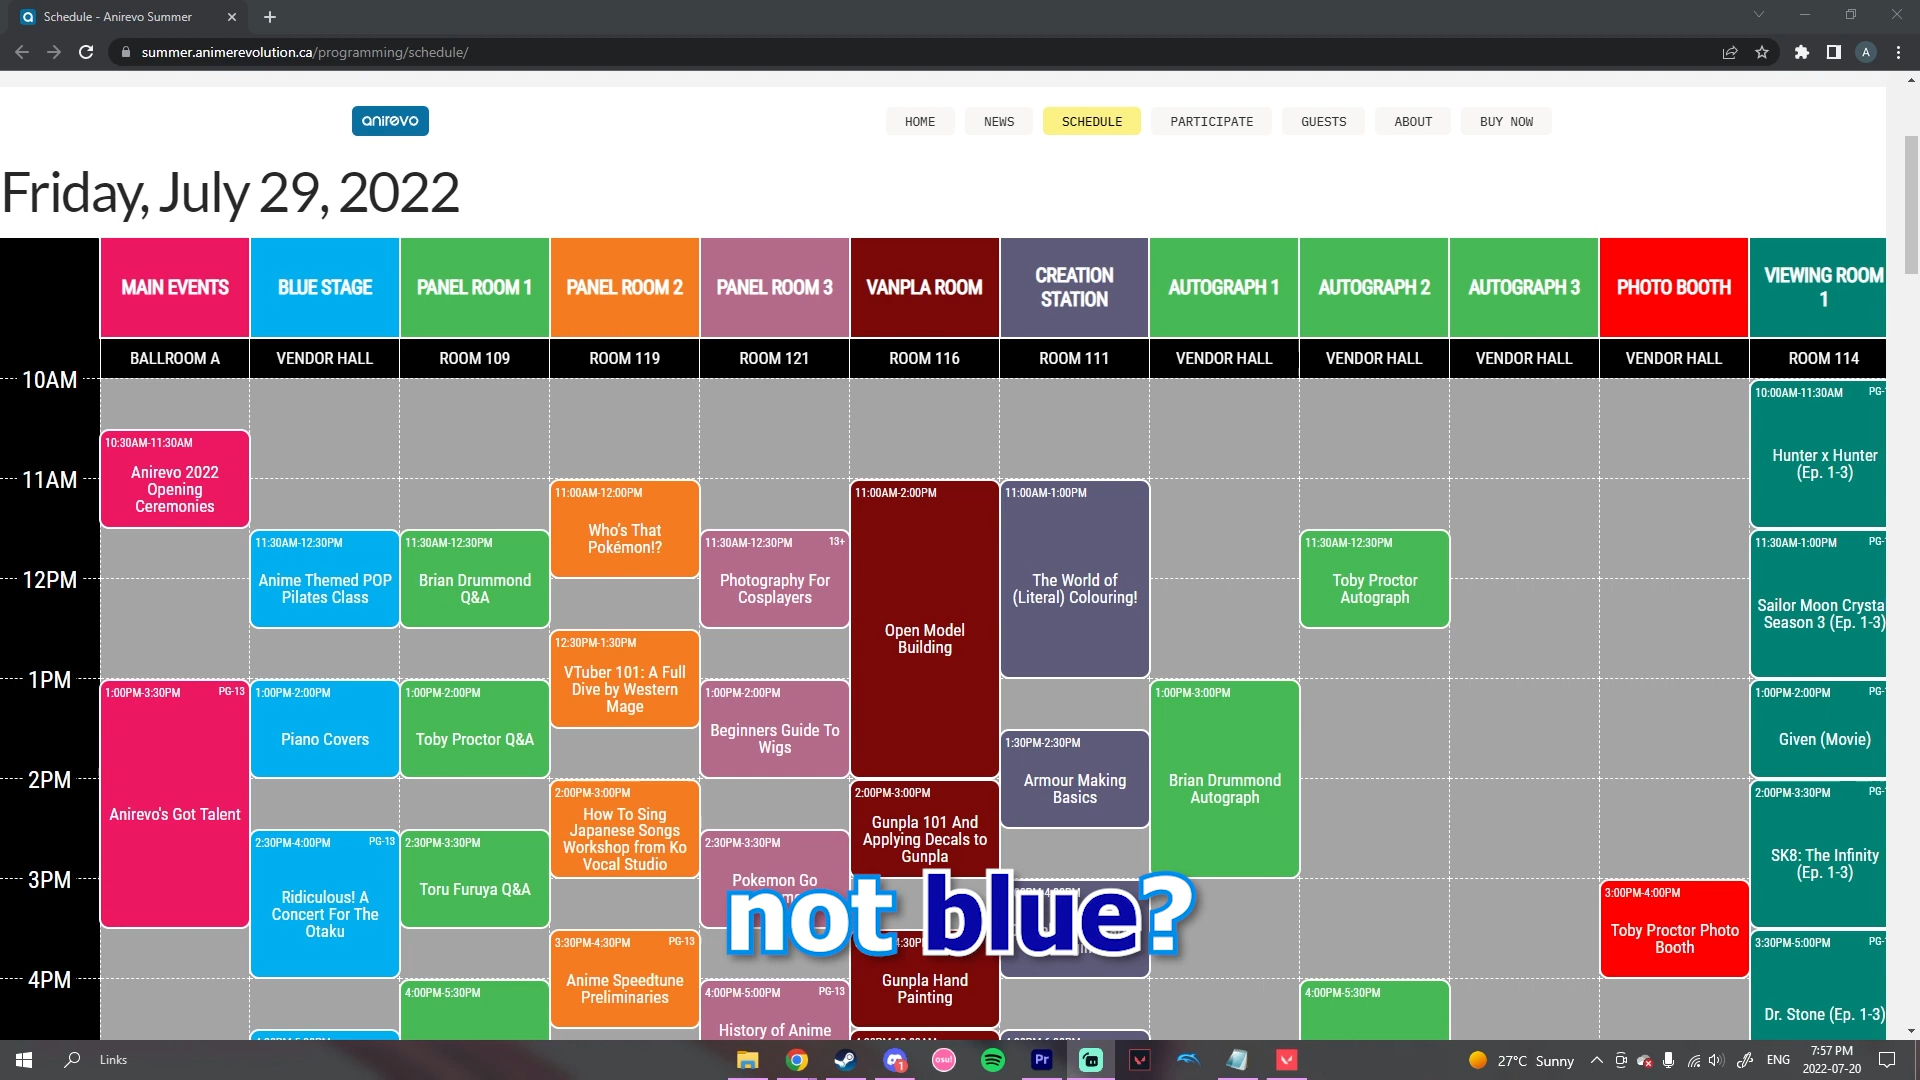 Schedule - Anirevo Summer
summer.animerevolution.ca/programming/schedule/
A
anirevo
HOME NEWS SCHEDULE PARTICIPATE GUESTS ABOUT BUY NOW
Friday, July 29, 2022
MAIN EVENTS
BLUE STAGE
PANEL ROOM 1
PANEL ROOM 2
PANEL ROOM 3
VANPLA ROOM
CREATION
STATION
AUTOGRAPH 1
AUTOGRAPH 2
AUTOGRAPH 3
PHOTO BOOTH
VIEWING ROOM
1
BALLROOM A
VENDOR HALL
ROOM 109
ROOM 119
ROOM 121
ROOM 116
ROOM 111
VENDOR HALL
VENDOR HALL
VENDOR HALL
VENDOR HALL
ROOM 114
10AM
11AM
12PM
1PM
2PM
3PM
4PM
10:30AM-11:30AM
Anirevo 2022
Opening
Ceremonies
1:00PM-3:30PM PG-13
Anirevo's Got Talent
11:30AM-12:30PM
Anime Themed POP
Pilates Class
1:00PM-2:00PM
Piano Covers
2:30PM-4:00PM PG-13
Ridiculous! A
Concert For The
Otaku
11:30AM-12:30PM
Brian Drummond
Q&A
1:00PM-2:00PM
Toby Proctor Q&A
2:30PM-3:30PM
Toru Furuya Q&A
4:00PM-5:30PM
11:00AM-12:00PM
Who's That
Pokémon!?
12:30PM-1:30PM
VTuber 101: A Full
Dive by Western
Mage
2:00PM-3:00PM
How To Sing
Japanese Songs
Workshop from Ko
Vocal Studio
3:30PM-4:30PM PG-13
Anime Speedtune
Preliminaries
11:30AM-12:30PM 13+
Photography For
Cosplayers
1:00PM-2:00PM
Beginners Guide To
Wigs
2:30PM-3:30PM
Pokemon Go
4:00PM-5:00PM PG-13
History of Anime
11:00AM-2:00PM
Open Model
Building
2:00PM-3:00PM
Gunpla 101 And
Applying Decals to
Gunpla
Gunpla Hand
Painting
11:00AM-1:00PM
The World of
(Literal) Colouring!
1:30PM-2:30PM
Armour Making
Basics
1:00PM-3:00PM
Brian Drummond
Autograph
11:30AM-12:30PM
Toby Proctor
Autograph
4:00PM-5:30PM
3:00PM-4:00PM
Toby Proctor Photo
Booth
10:00AM-11:30AM PG-
Hunter x Hunter
(Ep. 1-3)
11:30AM-1:00PM PG-
Sailor Moon Crysta
Season 3 (Ep. 1-3)
1:00PM-2:00PM PG-
Given (Movie)
2:00PM-3:30PM PG-
SK8: The Infinity
(Ep. 1-3)
3:30PM-5:00PM PG-
Dr. Stone (Ep. 1-3)
not blue?
Links
osu!
Pr
1
27°C Sunny
ENG
7:57 PM
2022-07-20